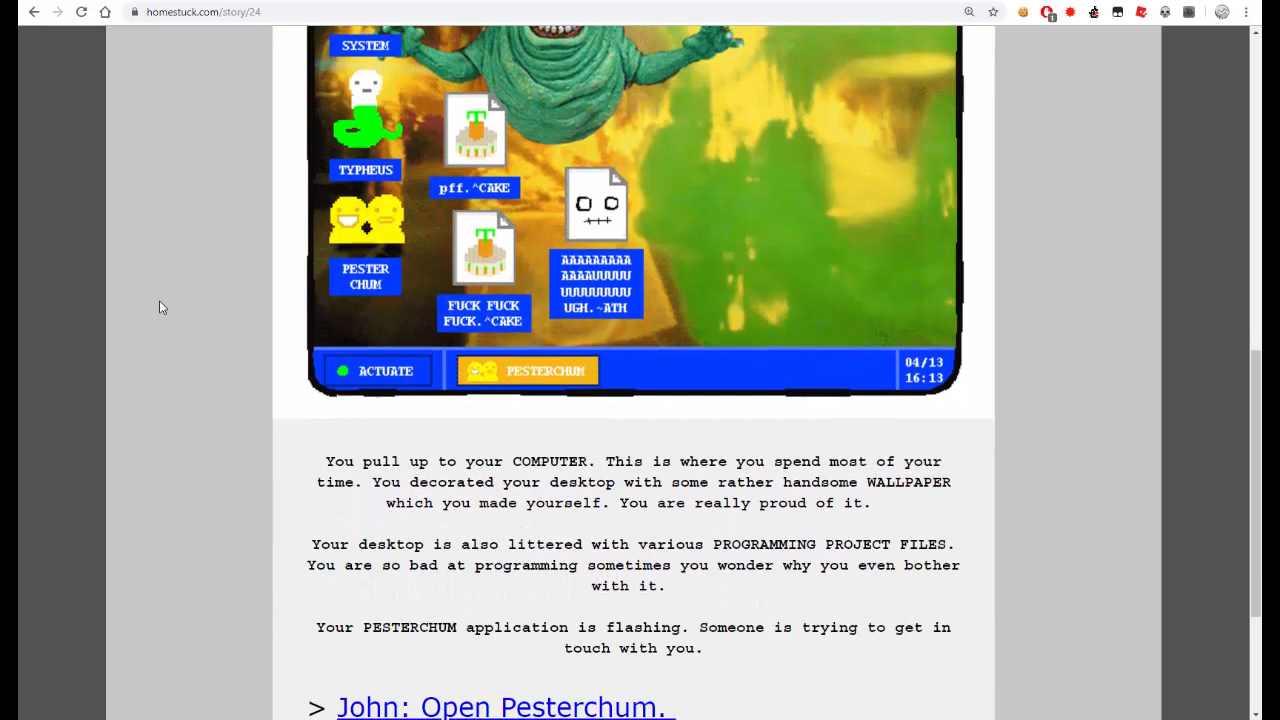 homestuck.com/story/24
1
SYSTEM
TYPHEUS
pff.^CAKE
PESTER
CHUM
FUCK FUCK
FUCK.^CAKE
AAAAAAAAA
AAAAUUUUU
UUUUUUUUU
UGH.~ATH
ACTUATE
PESTERCHUM
04/13
16:13
You pull up to your COMPUTER. This is where you spend most of your
time. You decorated your desktop with some rather handsome WALLPAPER
which you made yourself. You are really proud of it.
Your desktop is also littered with various PROGRAMMING PROJECT FILES.
You are so bad at programming sometimes you wonder why you even bother
with it.
Your PESTERCHUM application is flashing. Someone is trying to get in
touch with you.
> John: Open Pesterchum.